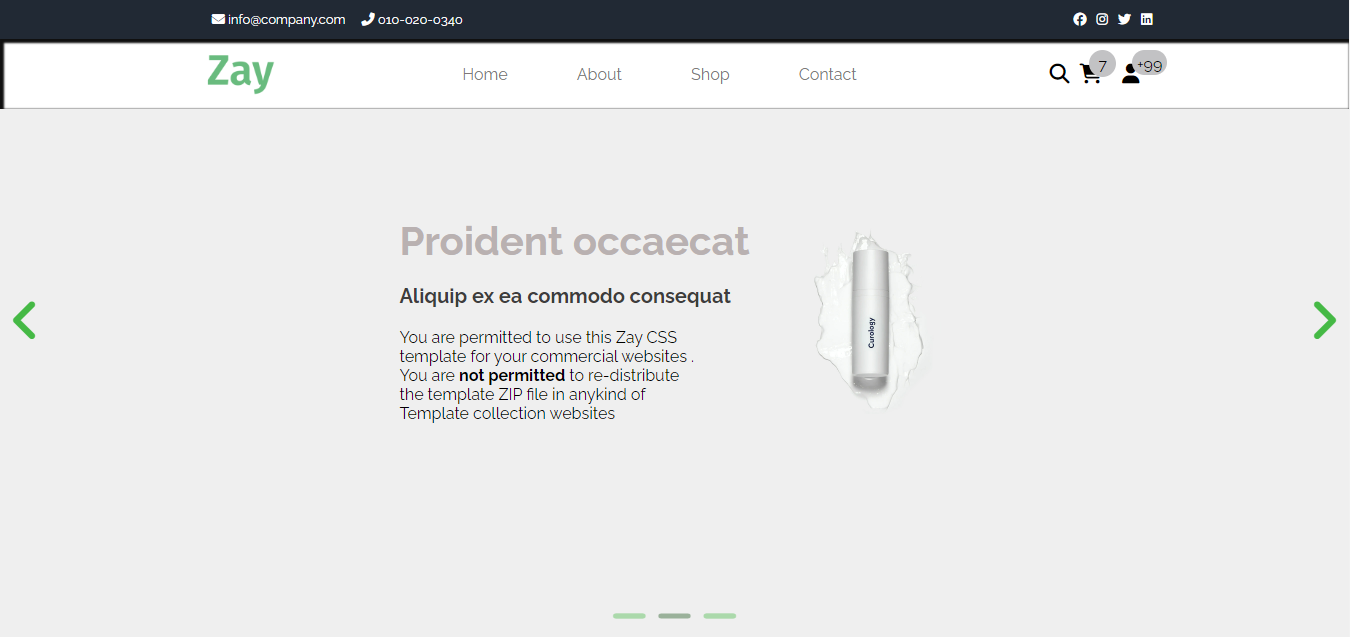 info@company.com 010-020-0340
Zay
Home About Shop Contact
7 +99
Proident occaecat
Aliquip ex ea commodo consequat
You are permitted to use this Zay CSS
template for your commercial websites .
You are not permitted to re-distribute
the template ZIP file in anykind of
Template collection websites
Curology